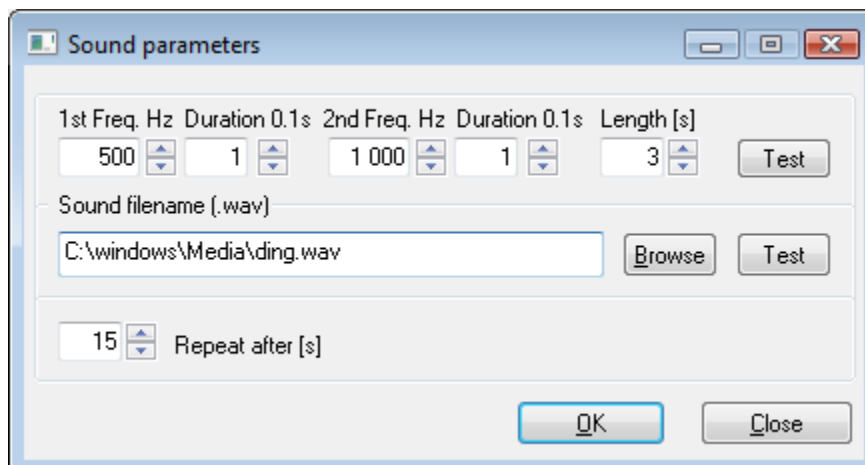 Sound parameters
1st Freq. Hz Duration 0.1s 2nd Freq. Hz Duration 0.1s Length [s]
500 1 1 000 1 3 Test
Sound filename (.wav)
C:\windows\Media\ding.wav Browse Test
15 Repeat after [s]
OK Close